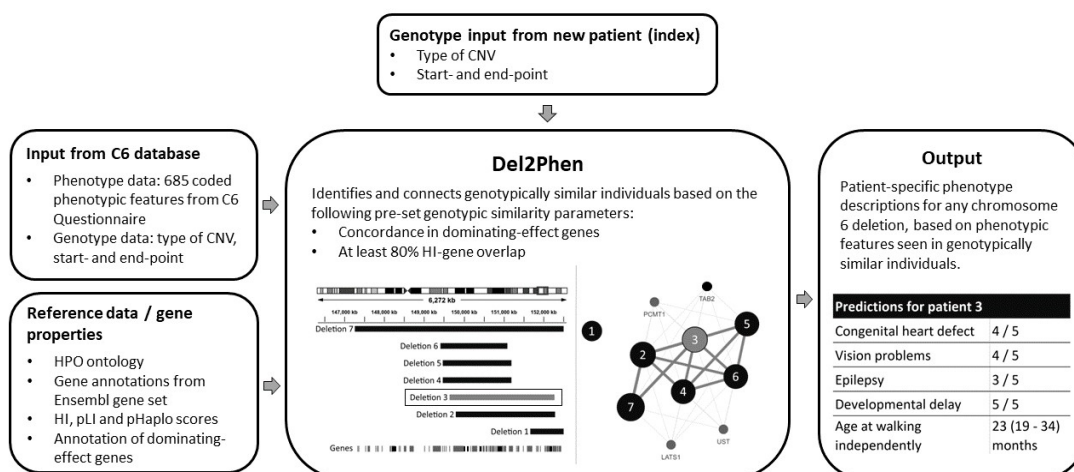 Genotype input from new patient (index)
• Type of CNV
• Start- and end-point
Input from C6 database
• Phenotype data: 685 coded
phenotypic features from C6
Questionnaire
• Genotype data: type of CNV,
start- and end-point
Reference data / gene
properties
• HPO ontology
• Gene annotations from
Ensembl gene set
• HI, pLI and pHaplo scores
• Annotation of dominating-
effect genes
Del2Phen
Identifies and connects genotypically similar individuals based on the
following pre-set genotypic similarity parameters:
• Concordance in dominating-effect genes
• At least 80% HI-gene overlap
6,272 kb
147,000 kb 148,000 kb 149,000 kb 150,000 kb 151,000 kb 152,000 kb
Deletion 7
Deletion 6
Deletion 5
Deletion 4
Deletion 3
Deletion 2
Deletion 1
Genes
TAB2
PCMT1
1
5
3
2
6
4
7
UST
LATS1
Output
Patient-specific phenotype
descriptions for any chromosome
6 deletion, based on phenotypic
features seen in genotypically
similar individuals.
Predictions for patient 3
Congenital heart defect 4 / 5
Vision problems 4 / 5
Epilepsy 3 / 5
Developmental delay 5 / 5
Age at walking 23 (19 - 34)
independently months